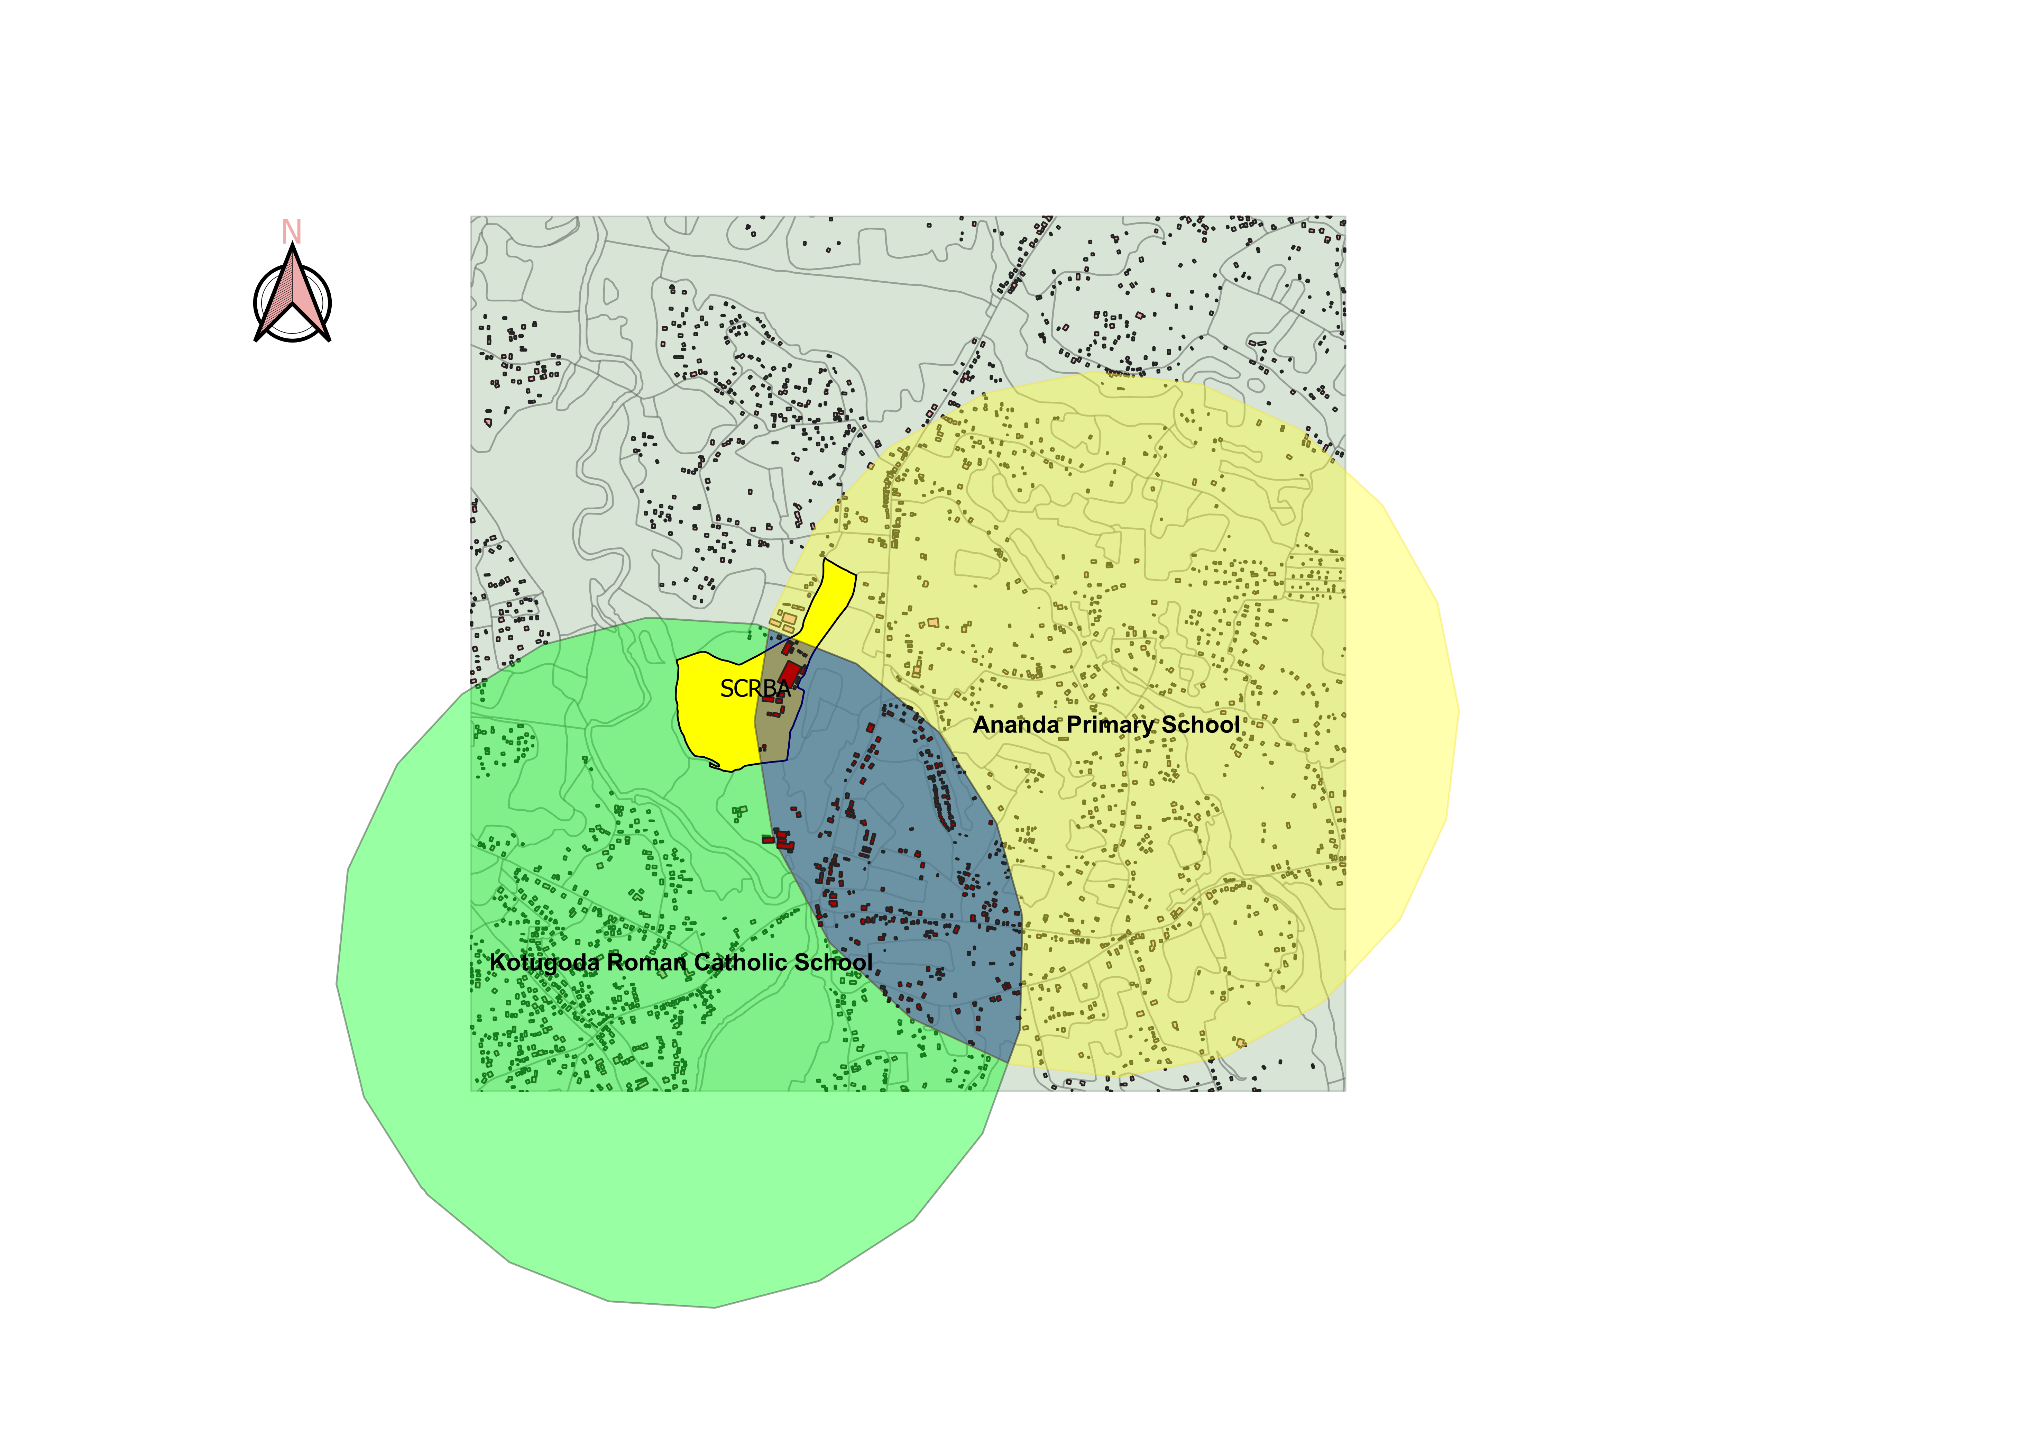 N
SCRBA
Ananda Primary School
Kotugoda Roman Catholic School